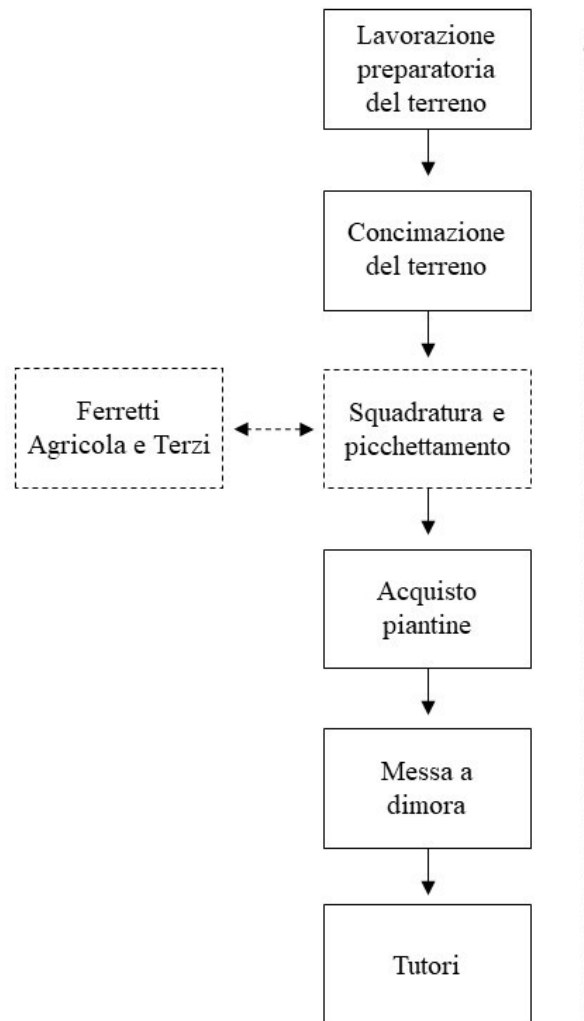 Lavorazione
preparatoria
del terreno
Concimazione
del terreno
Ferretti
Agricola e Terzi
Squadratura e
picchettamento
Acquisto
piantine
Messa a
dimora
Tutori